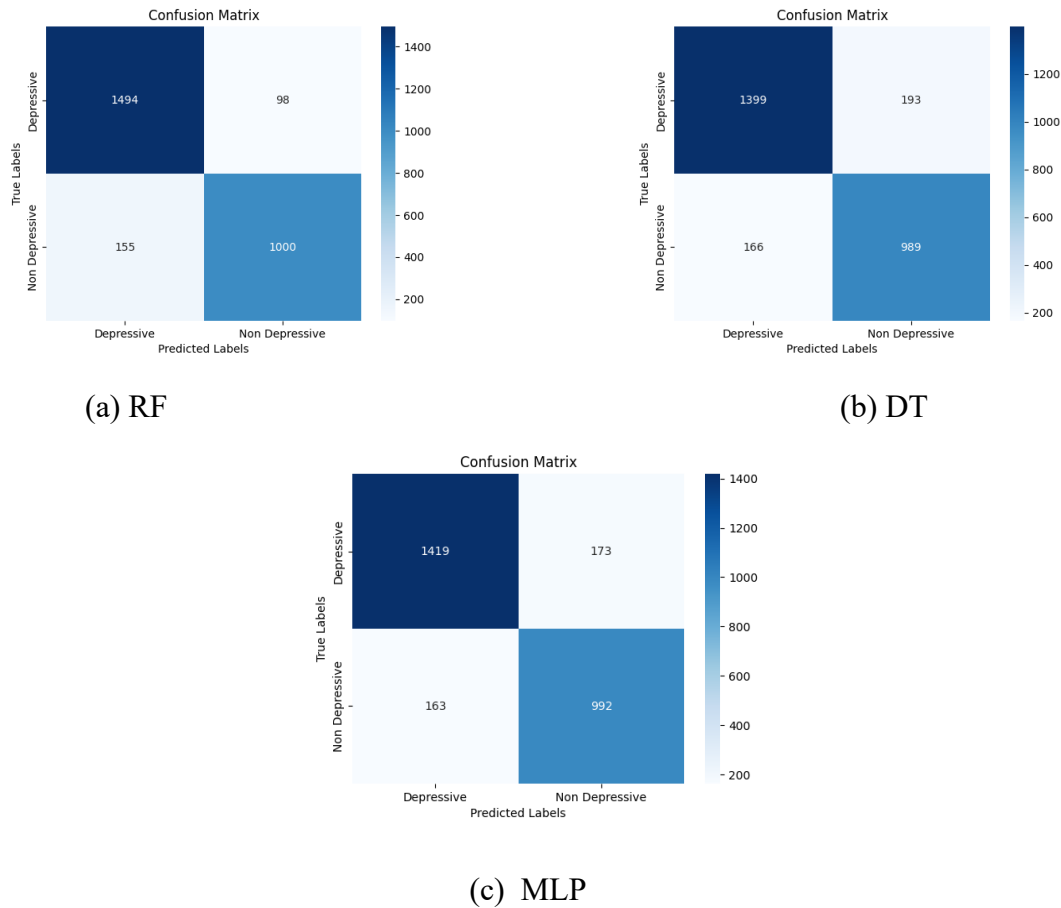 Confusion Matrix
Depressive
Non Depressive
True Labels
1494 98
155 1000
Depressive Non Depressive
Predicted Labels
1400
1200
1000
800
600
400
200
(a) RF
Confusion Matrix
Depressive
Non Depressive
True Labels
1399 193
166 989
Depressive Non Depressive
Predicted Labels
1200
1000
800
600
400
200
(b) DT
Confusion Matrix
Depressive
Non Depressive
True Labels
1419 173
163 992
Depressive Non Depressive
Predicted Labels
1400
1200
1000
800
600
400
200
(c) MLP